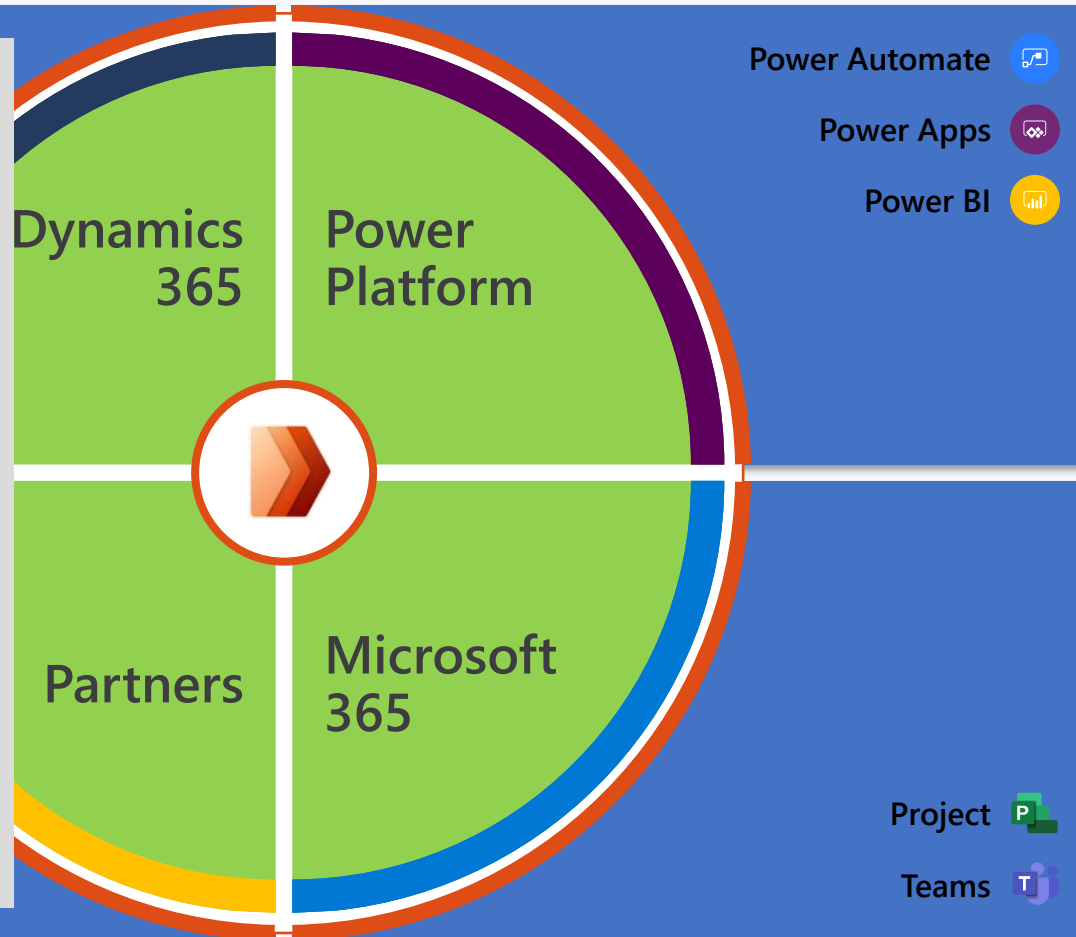 Power Automate
Power Apps
Power BI
Dynamics
365
Power
Platform
Partners
Microsoft
365
Project
P
Teams
T